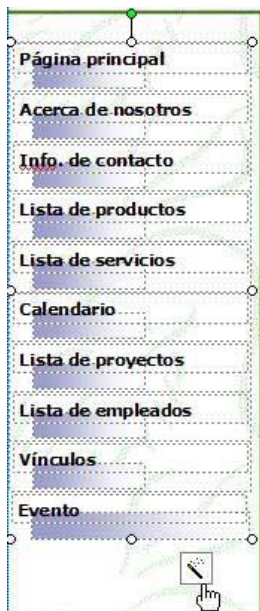 Página principal
Acerca de nosotros
Info. de contacto
Lista de productos
Lista de servicios
Calendario
Lista de proyectos
Lista de empleados
Vínculos
Evento